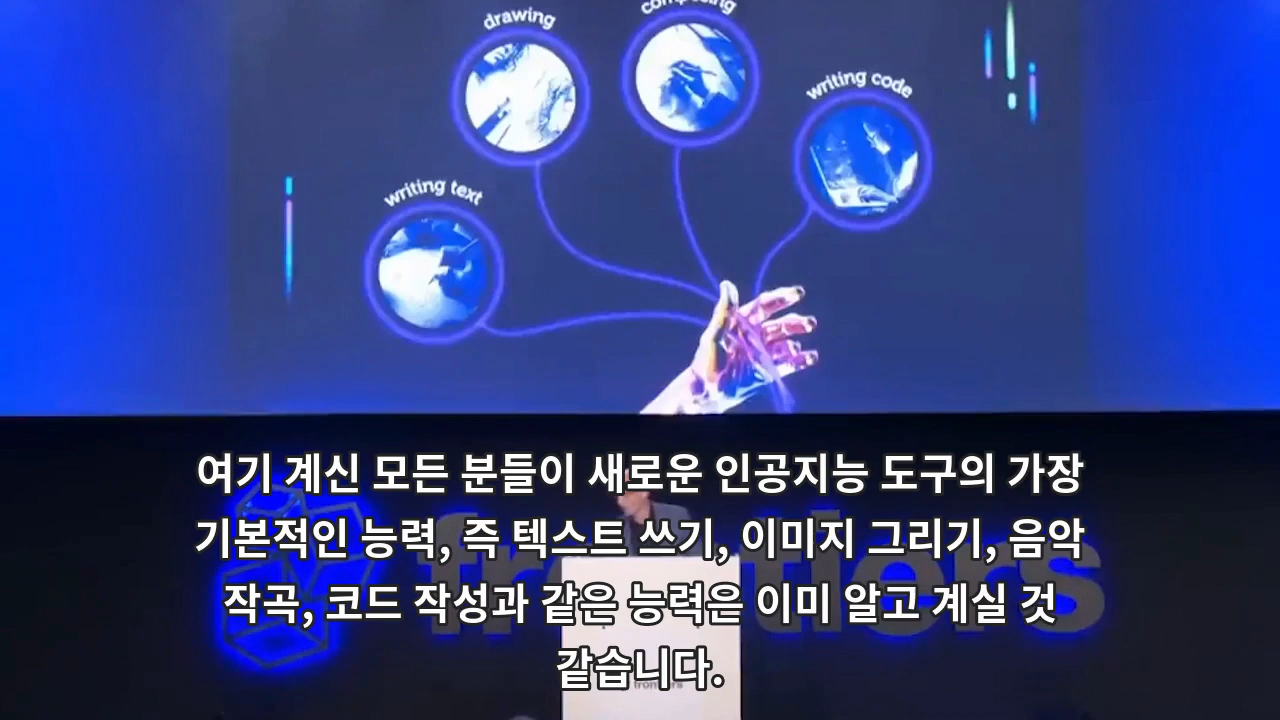 drawing
composing
writing code
writing text
여기 계신 모든 분들이 새로운 인공지능 도구의 가장
기본적인 능력, 즉 텍스트 쓰기, 이미지 그리기, 음악
작곡, 코드 작성과 같은 능력은 이미 알고 계실 것
같습니다.
frontiers
frontiers